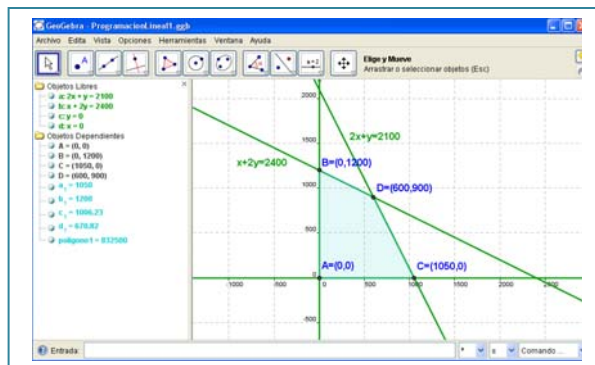 GeoGebra - ProgramacionLineal1.ggb
Archivo Edita Vista Opciones Herramientas Ventana Ayuda
Elige y Mueve
Arrastrar o seleccionar objetos (Esc)
Objetos Libres
a: 2x + y = 2100
b: x + 2y = 2400
c: y = 0
d: x = 0
Objetos Dependientes
A = (0, 0)
B = (0, 1200)
C = (1050, 0)
D = (600, 900)
a₁ = 1050
b₁ = 1200
c₁ = 1006.23
d₁ = 670.82
poligono1 = 832500
2000
1500
1000
500
0
-500
-1000 -500 0 500 1000 1500 2000 2500
x+2y=2400
2x+y=2100
B=(0,1200)
D=(600,900)
A=(0,0)
C=(1050,0)
Entrada:
Comando ...